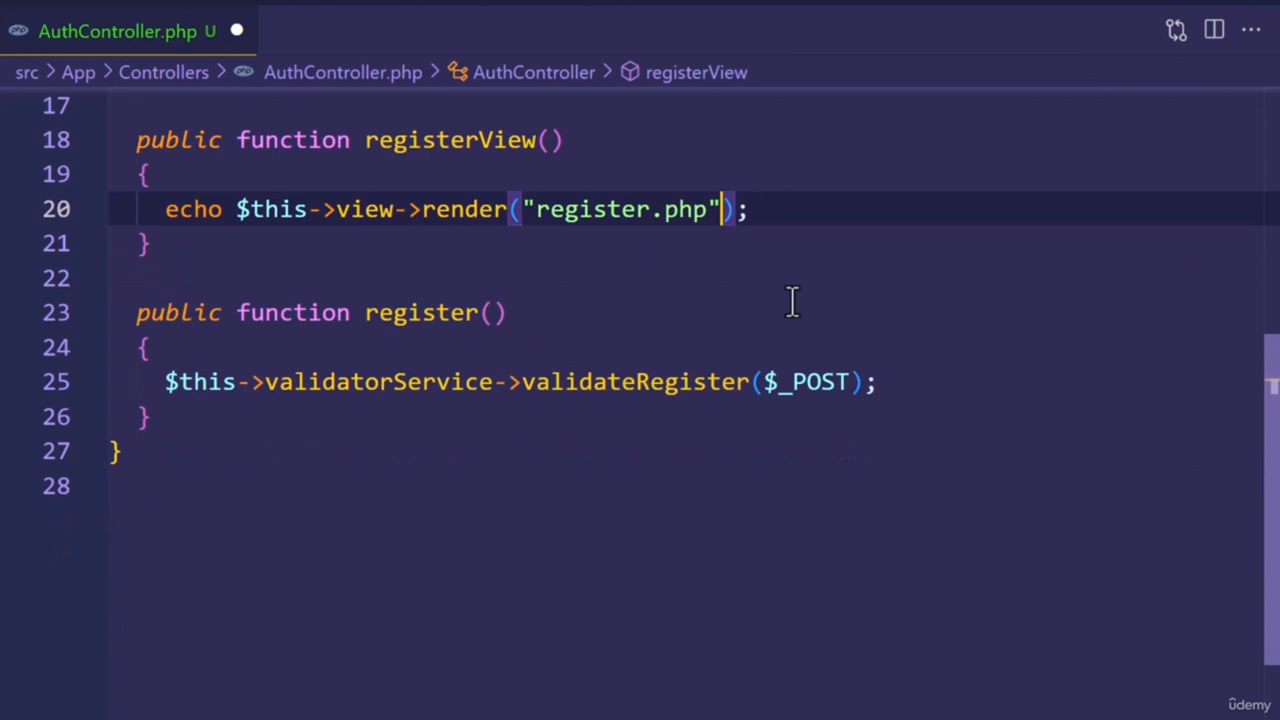 AuthController.php U
src > App > Controllers > AuthController.php > AuthController > registerView
17
18 public function registerView()
19 {
20 echo $this->view->render("register.php");
21 }
22
23 public function register()
24 {
25 $this->validatorService->validateRegister($_POST);
26 }
27 }
28
ûdemy